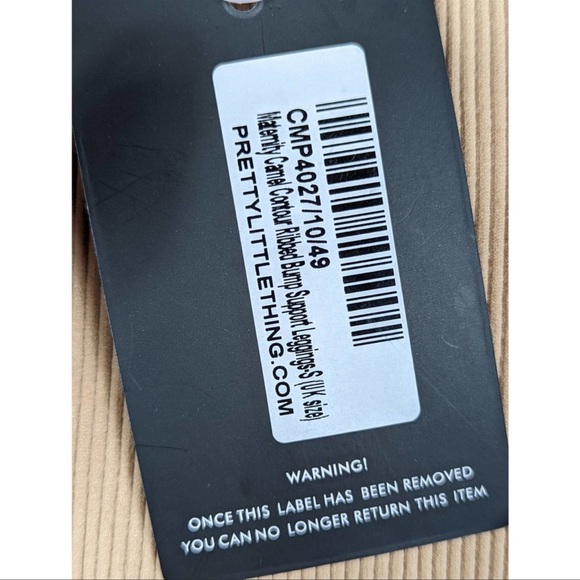 CMP4027/10/49
Maternity Camel Contour Ribbed Bump Support Leggings-S (UK size)
PRETTYLITTLETHING.COM
WARNING!
ONCE THIS LABEL HAS BEEN REMOVED
YOU CAN NO LONGER RETURN THIS ITEM